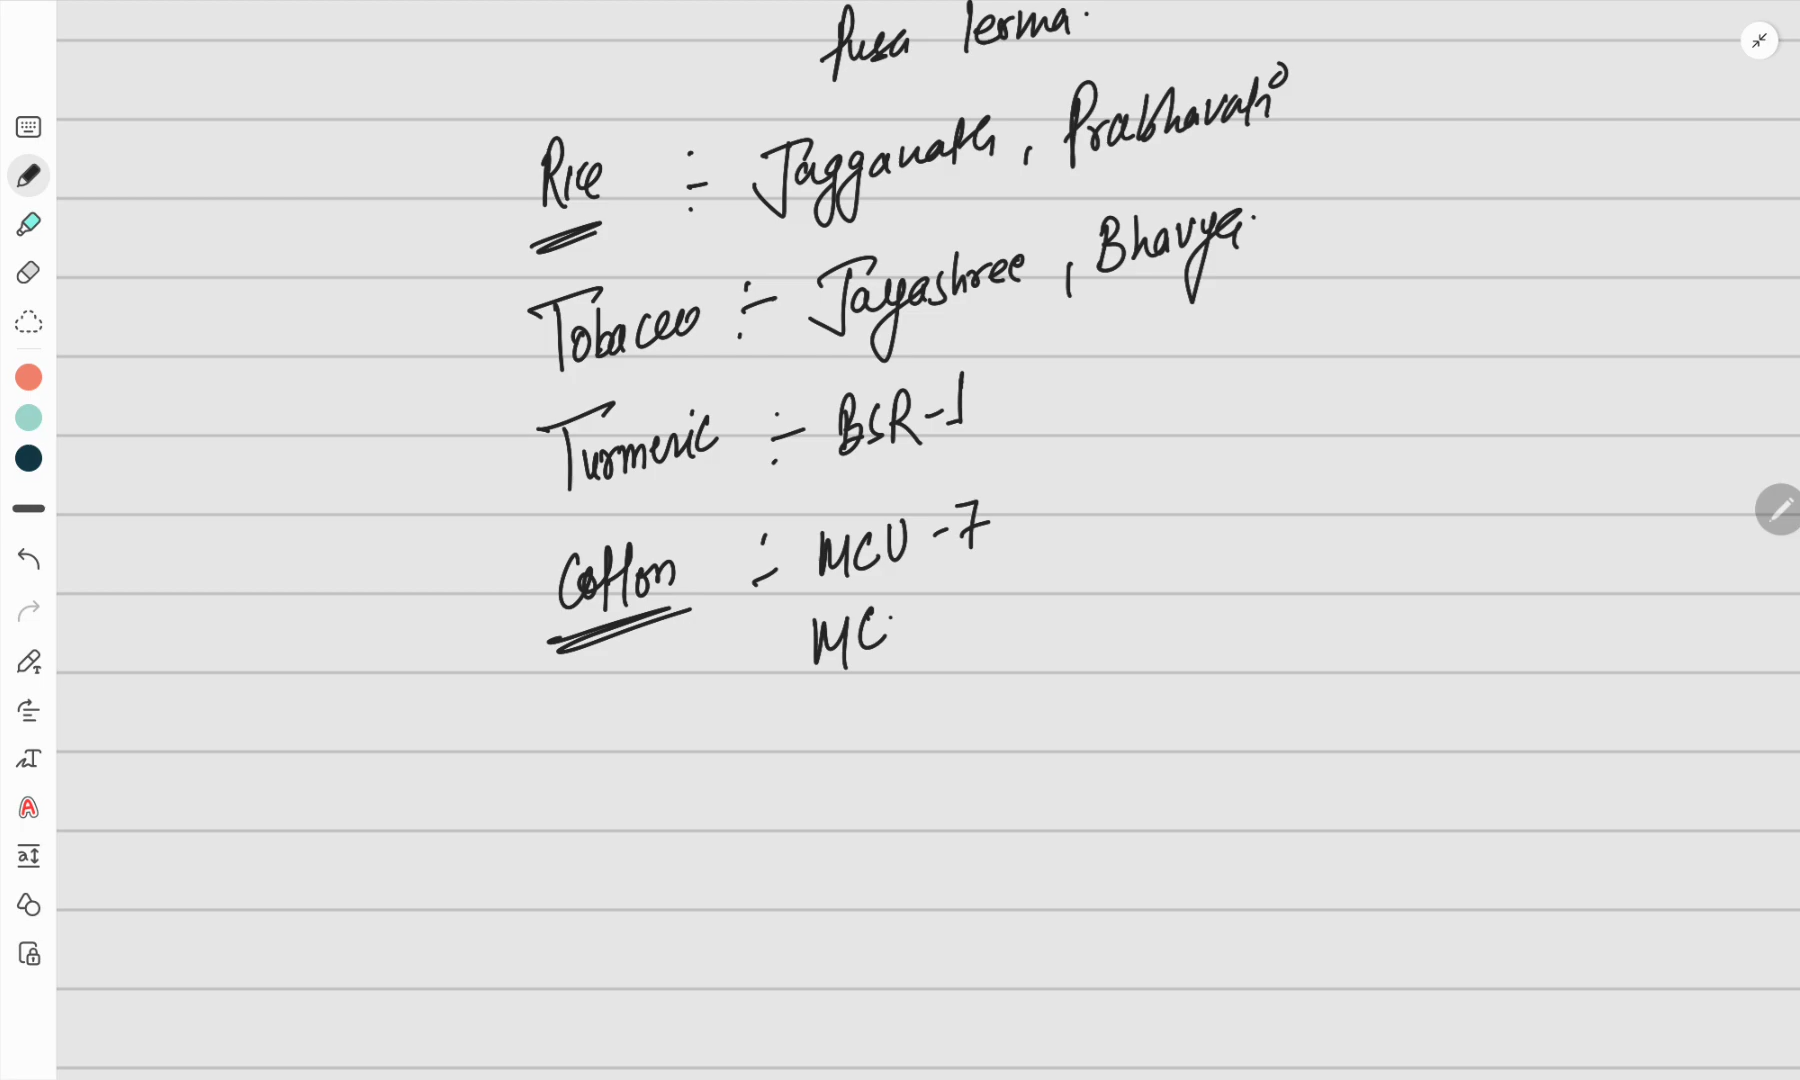 Pusa lerma.
Rice :- Jagganath, Prabhavati
Tobacco :- Jayashree, Bhavya.
Turmeric :- BSR-1
Cotton :- MCU-7
MC